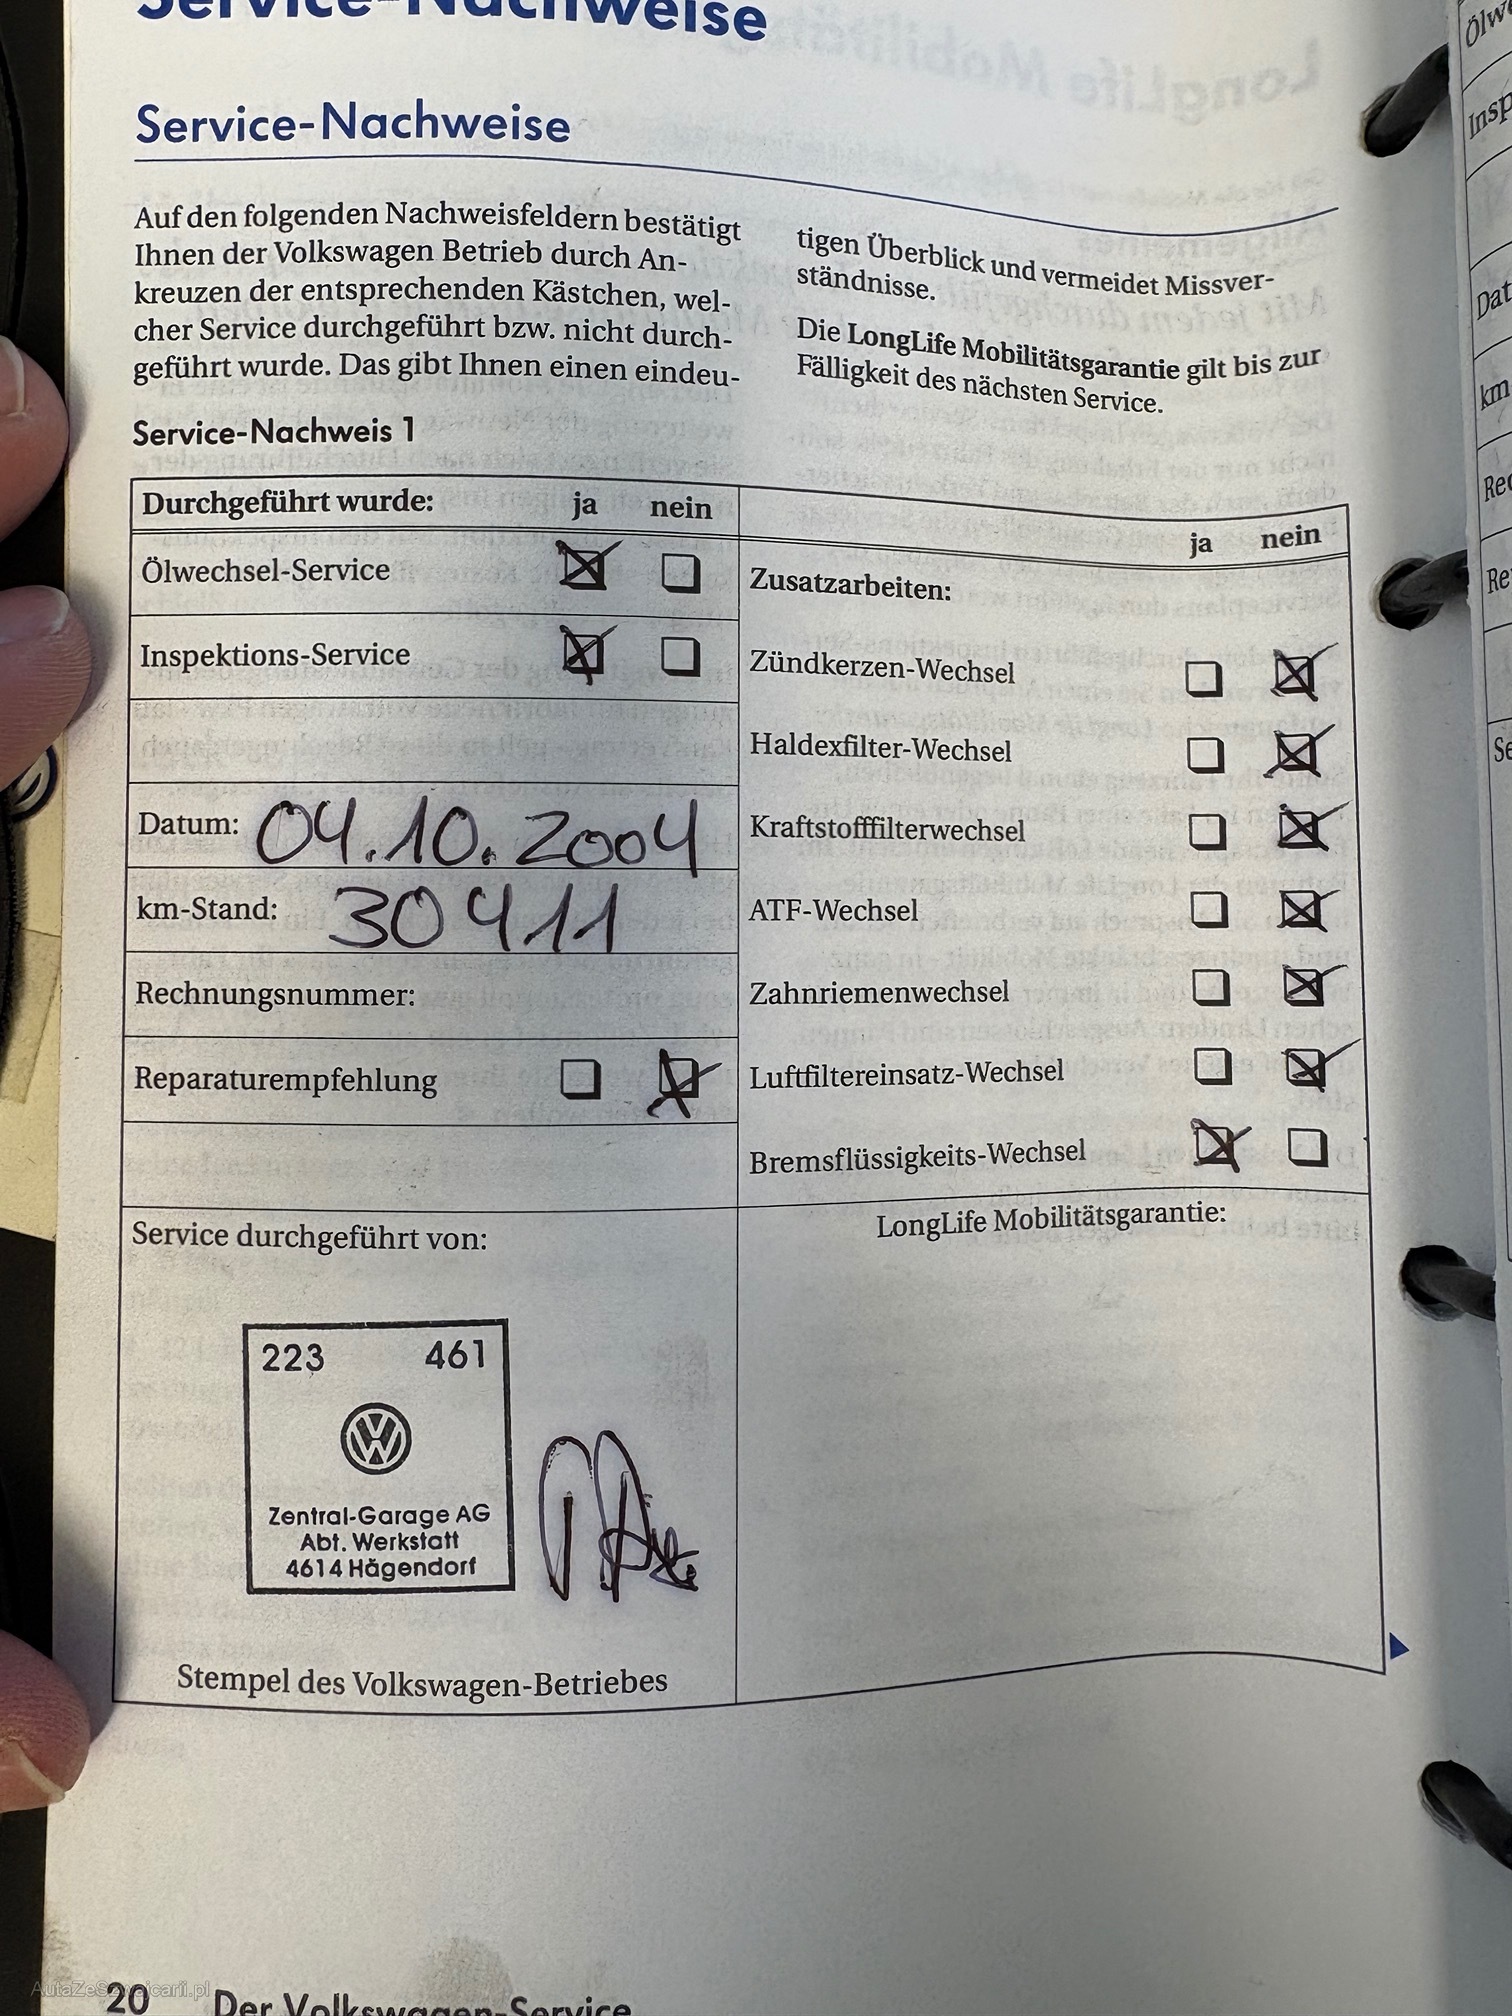 Service-Nachweise
Service-Nachweise
Auf den folgenden Nachweisfeldern bestätigt
Ihnen der Volkswagen Betrieb durch An-
kreuzen der entsprechenden Kästchen, wel-
cher Service durchgeführt bzw. nicht durch-
geführt wurde. Das gibt Ihnen einen eindeu-
tigen Überblick und vermeidet Missver-
ständnisse.
Die LongLife Mobilitätsgarantie gilt bis zur
Fälligkeit des nächsten Service.
Service-Nachweis 1
Durchgeführt wurde: ja nein
Ölwechsel-Service
Inspektions-Service
Datum: 04.10.2004
km-Stand: 30411
Rechnungsnummer:
Reparaturempfehlung
ja nein
Zusatzarbeiten:
Zündkerzen-Wechsel
Haldexfilter-Wechsel
Kraftstofffilterwechsel
ATF-Wechsel
Zahnriemenwechsel
Luftfiltereinsatz-Wechsel
Bremsflüssigkeits-Wechsel
Service durchgeführt von:
223 461
Zentral-Garage AG
Abt. Werkstatt
4614 Hägendorf
Stempel des Volkswagen-Betriebes
LongLife Mobilitätsgarantie:
20 Der Volkswagen-Service
AutaZeSzwajcarii.pl